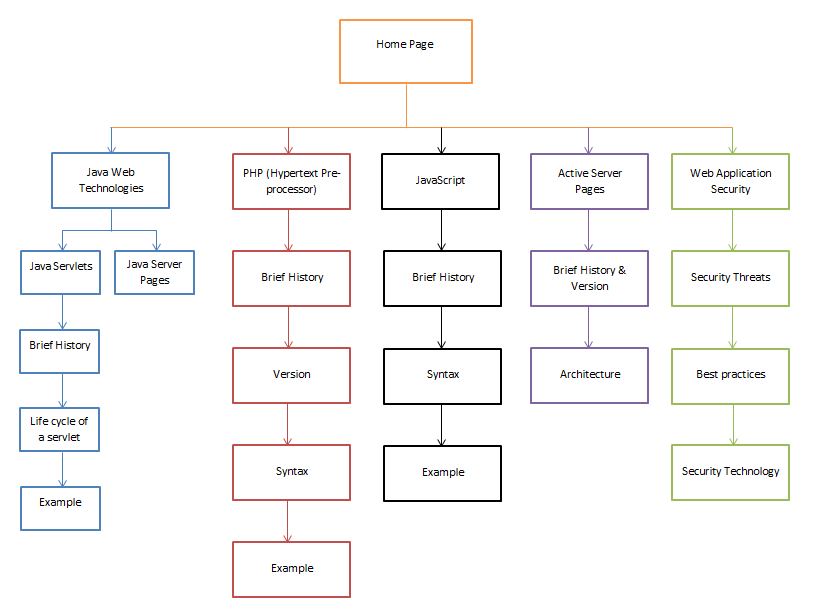 Home Page
Java Web
Technologies
PHP (Hypertext Pre-
processor)
JavaScript
Active Server
Pages
Web Application
Security
Java Servlets
Java Server
Pages
Brief History
Brief History
Brief History &
Version
Security Threats
Brief History
Version
Syntax
Architecture
Best practices
Life cycle of
a servlet
Syntax
Example
Security Technology
Example
Example